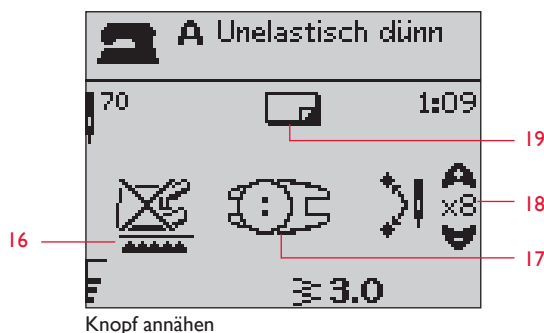 A Unelastisch dünn
70
1:09
19
x8
18
16
17
3.0
Knopf annähen